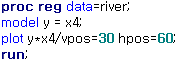 proc reg data=river;
model y = x4;
plot y*x4/vpos=30 hpos=60;
run;